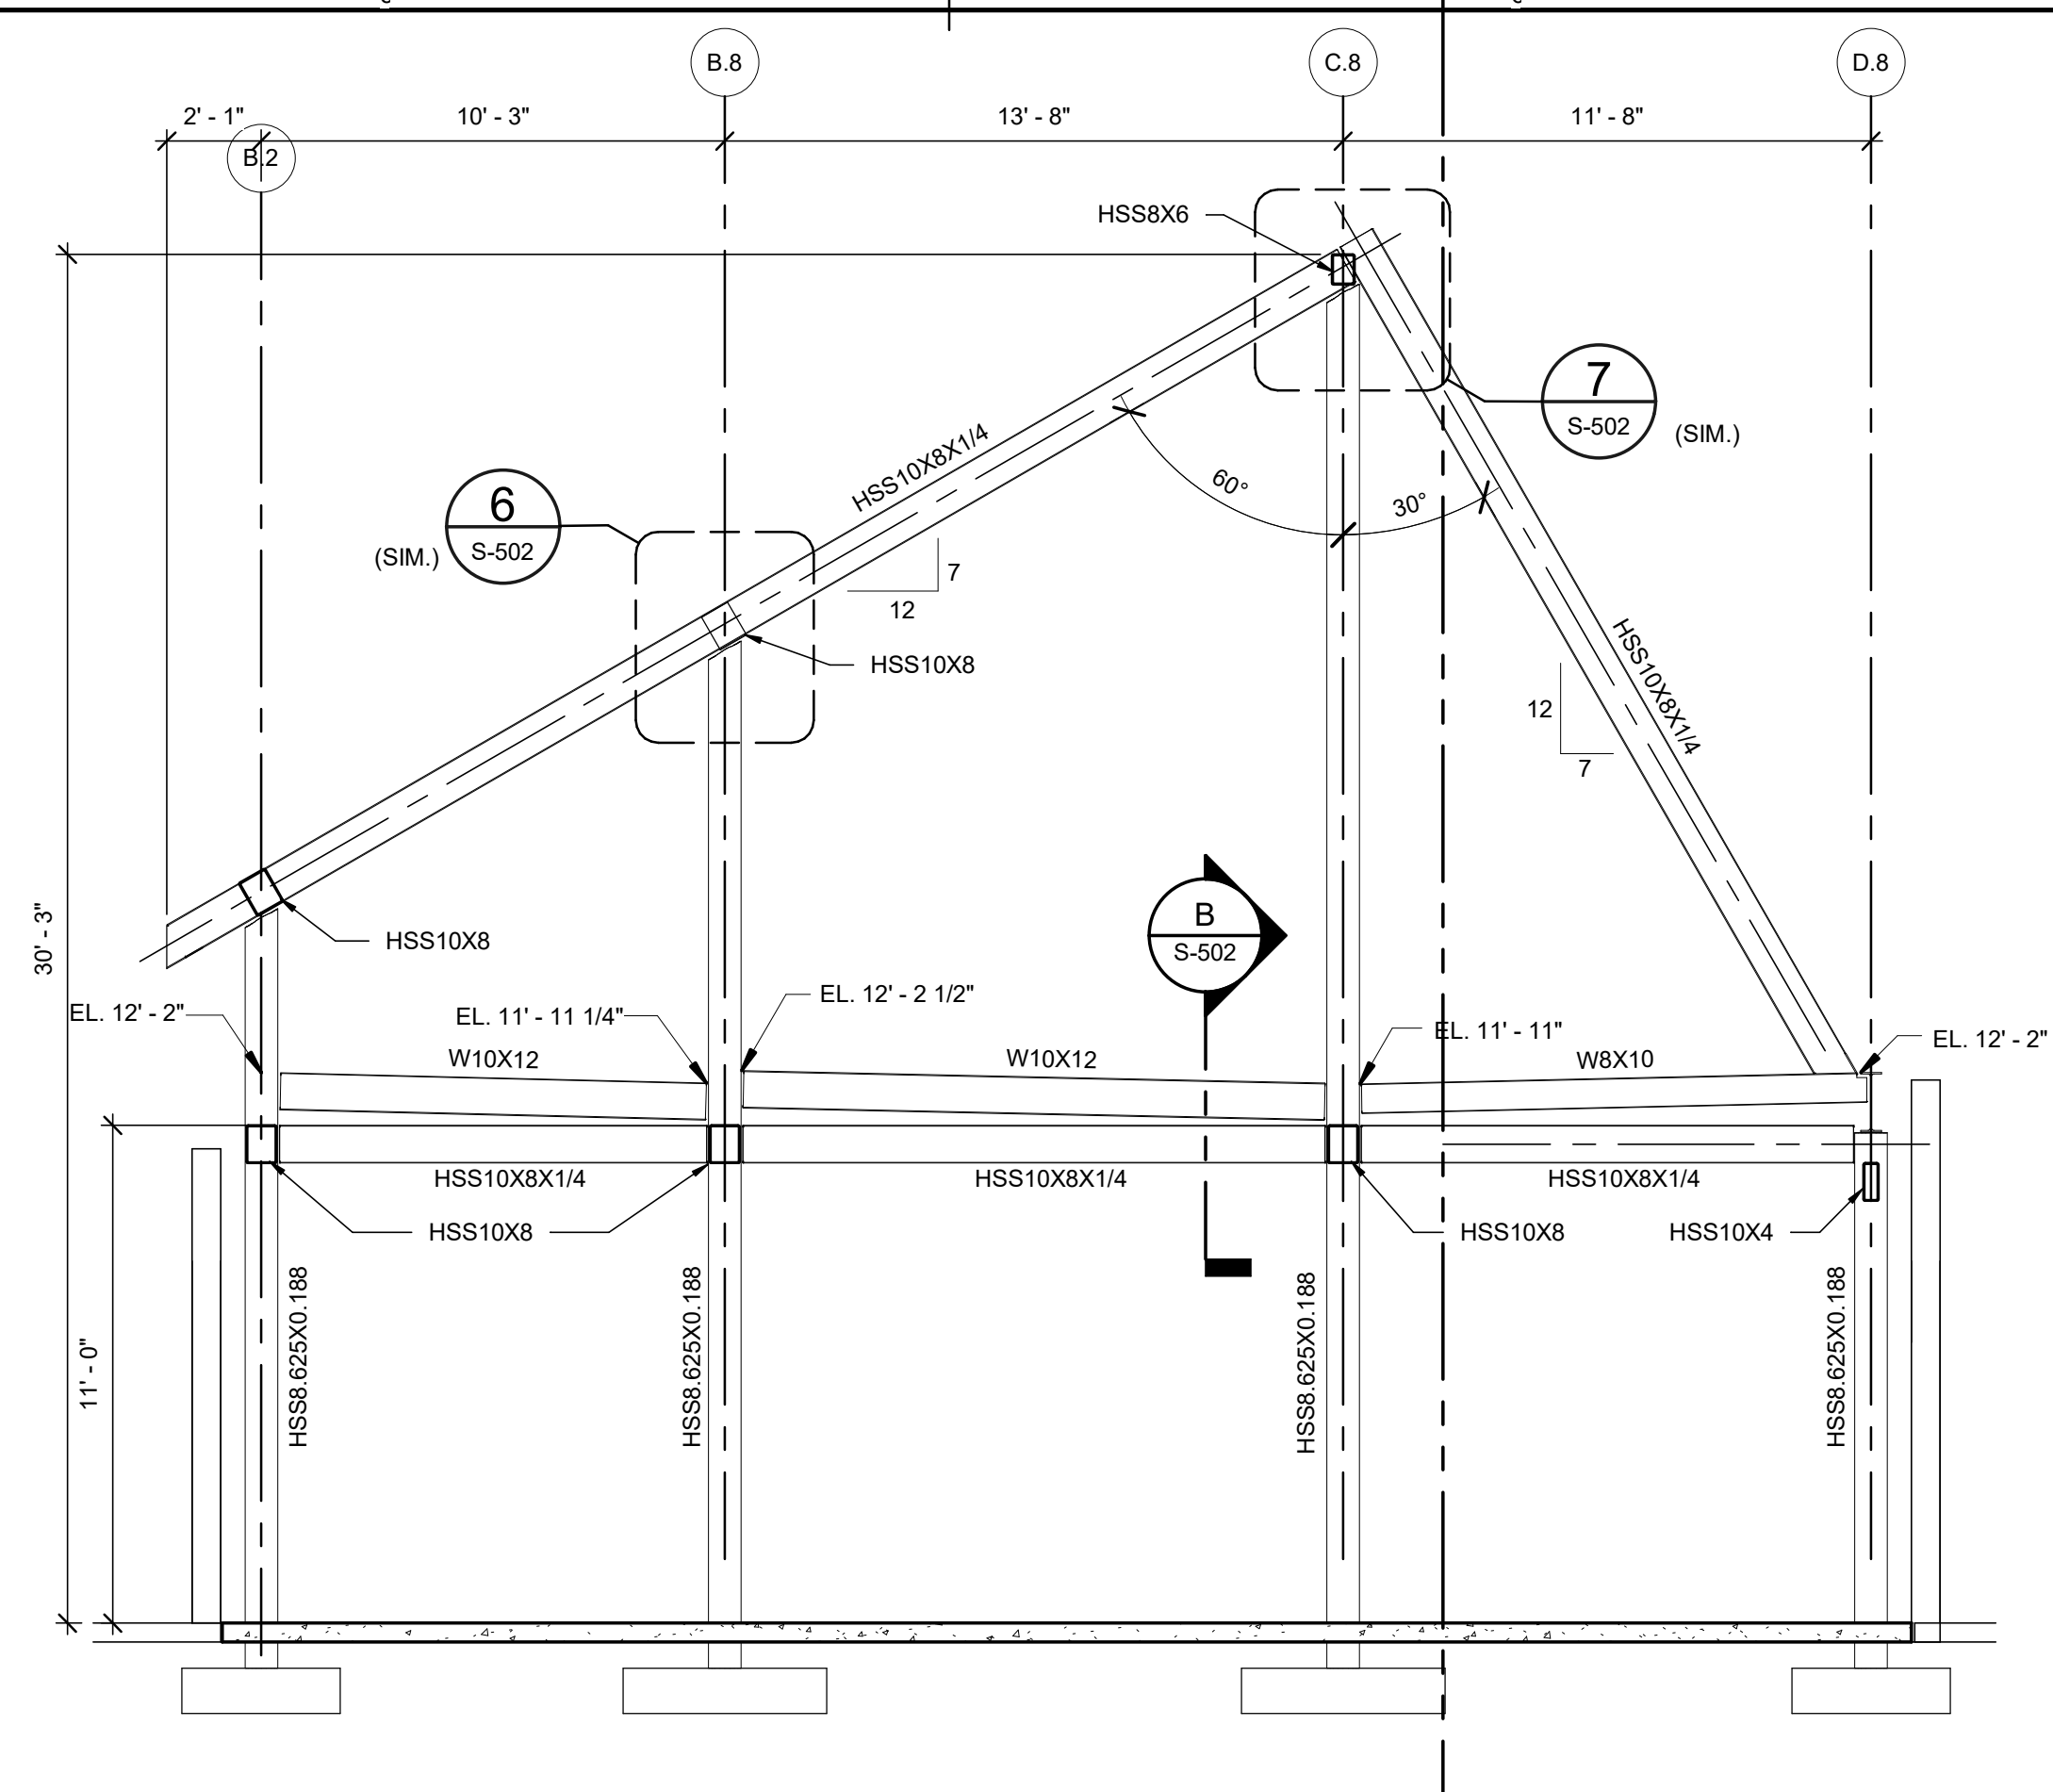 B.8
C.8
D.8
2' - 1"
10' - 3"
13' - 8"
11' - 8"
B.2
HSS8X6
7
S-502
(SIM.)
HSS10X8X1/4
60°
30°
6
S-502
(SIM.)
7
12
HSS10X8
HSS10X8X1/4
12
7
30' - 3"
B
S-502
HSS10X8
EL. 12' - 2"
EL. 11' - 11 1/4"
EL. 12' - 2 1/2"
EL. 11' - 11"
EL. 12' - 2"
W10X12
W10X12
W8X10
HSS10X8X1/4
HSS10X8X1/4
HSS10X8X1/4
HSS10X8
HSS10X8
HSS10X4
11' - 0"
HSS8.625X0.188
HSS8.625X0.188
HSS8.625X0.188
HSS8.625X0.188